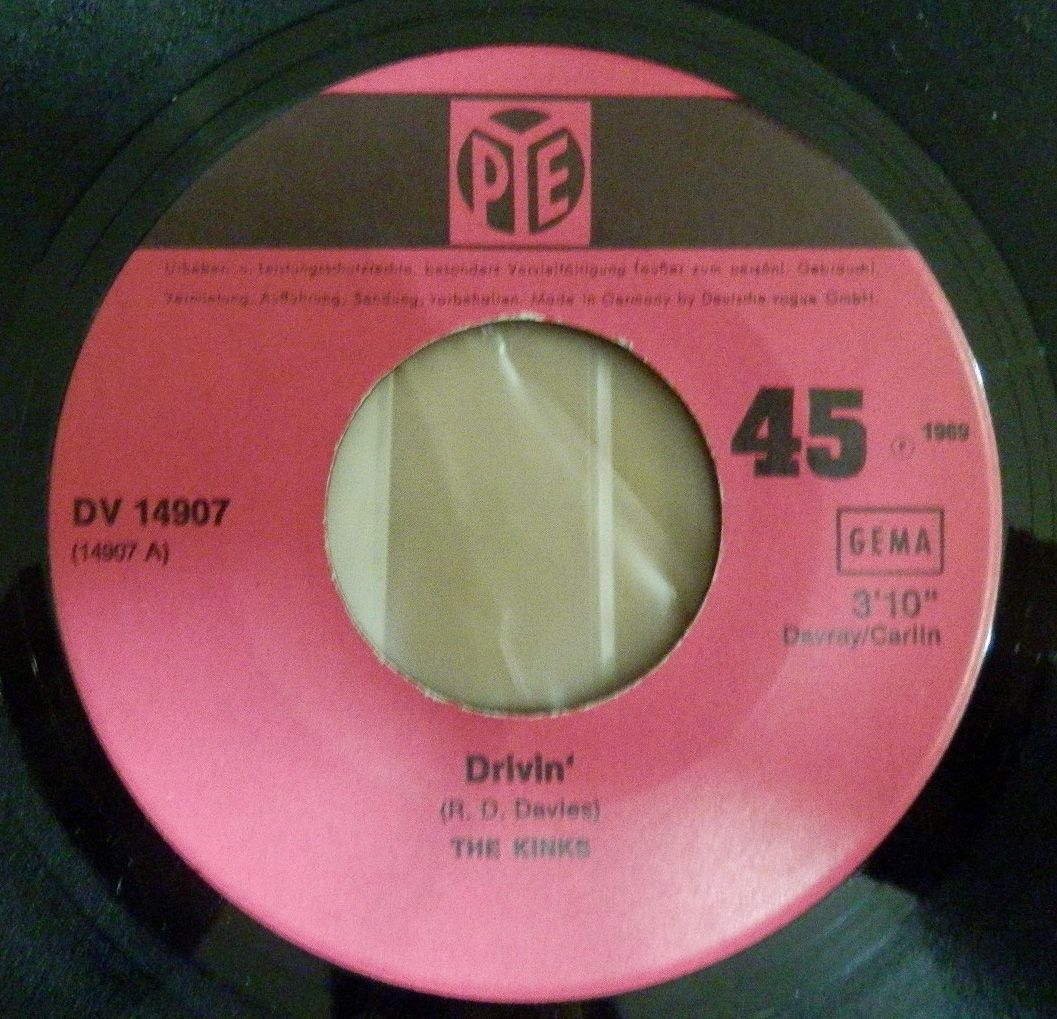 PYE
Urheber- u. Leistungsschutzrechte, besonders Vervielfältigung (außer zum persönl. Gebrauch),
Vermietung, Aufführung, Sendung, vorbehalten. Made in Germany by Deutsche vogue GmbH.
45 ℗ 1969
DV 14907
(14907 A)
GEMA
3'10"
Davray/Carlin
Drivin'
(R. D. Davies)
THE KINKS